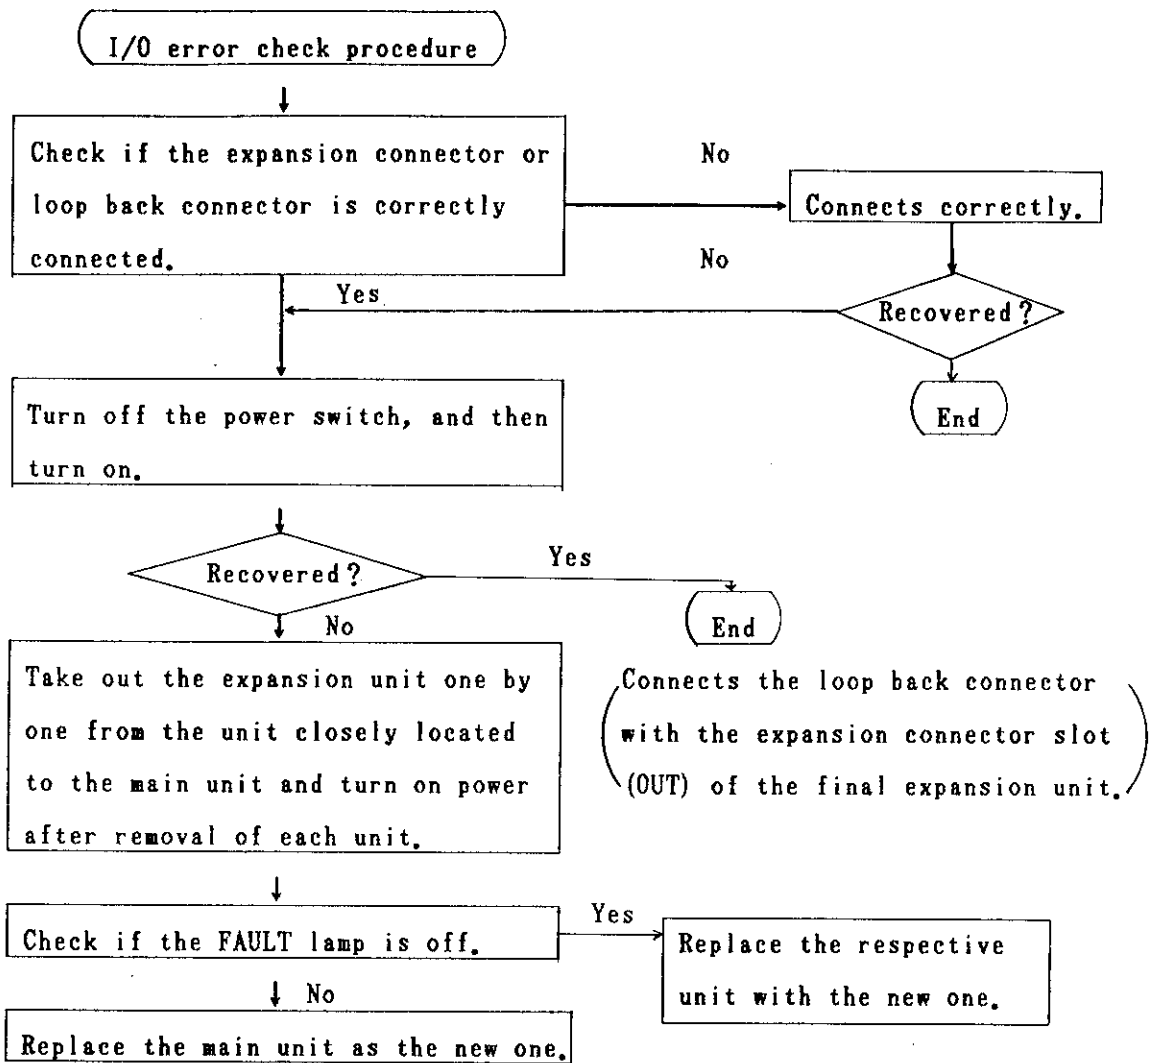 I/O error check procedure
Check if the expansion connector or
loop back connector is correctly
connected.
No
Connects correctly.
No
Yes
Recovered?
End
Turn off the power switch, and then
turn on.
Recovered?
Yes
End
No
Take out the expansion unit one by
one from the unit closely located
to the main unit and turn on power
after removal of each unit.
(Connects the loop back connector
with the expansion connector slot
(OUT) of the final expansion unit.)
Check if the FAULT lamp is off.
Yes
Replace the respective
unit with the new one.
No
Replace the main unit as the new one.